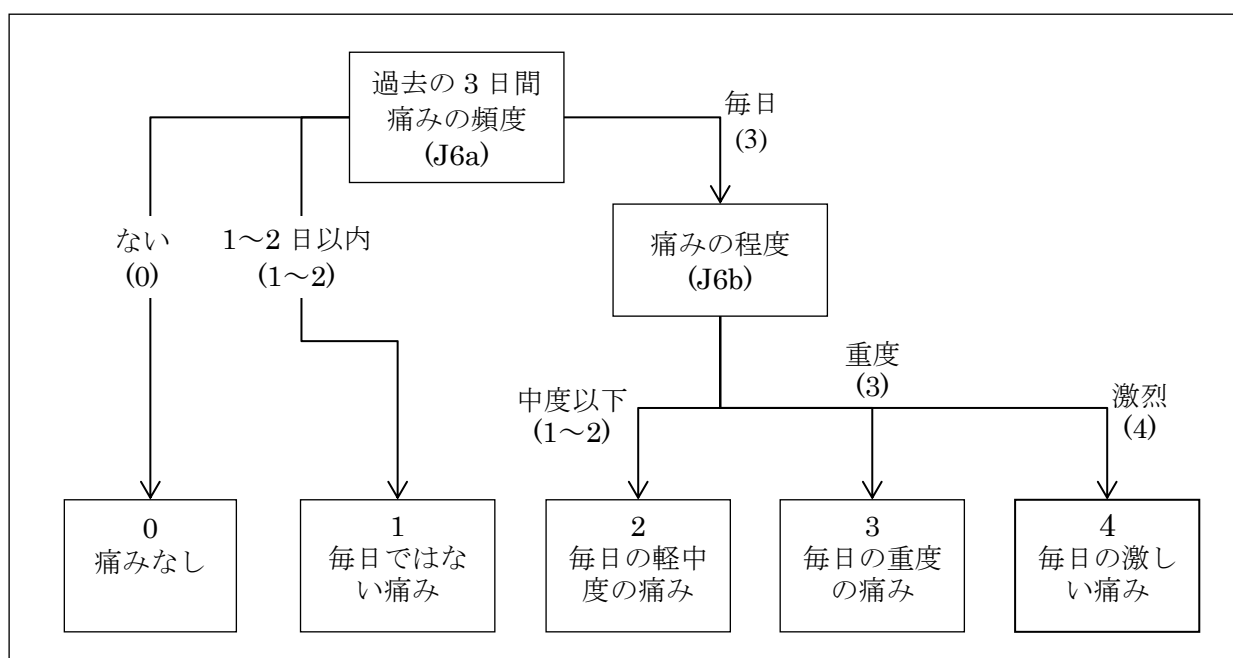 過去の 3 日間
痛みの頻度
(J6a)
毎日
(3)
ない
(0)
1～2 日以内
(1～2)
痛みの程度
(J6b)
中度以下
(1～2)
重度
(3)
激烈
(4)
0
痛みなし
1
毎日ではな
い痛み
2
毎日の軽中
度の痛み
3
毎日の重度
の痛み
4
毎日の激し
い痛み